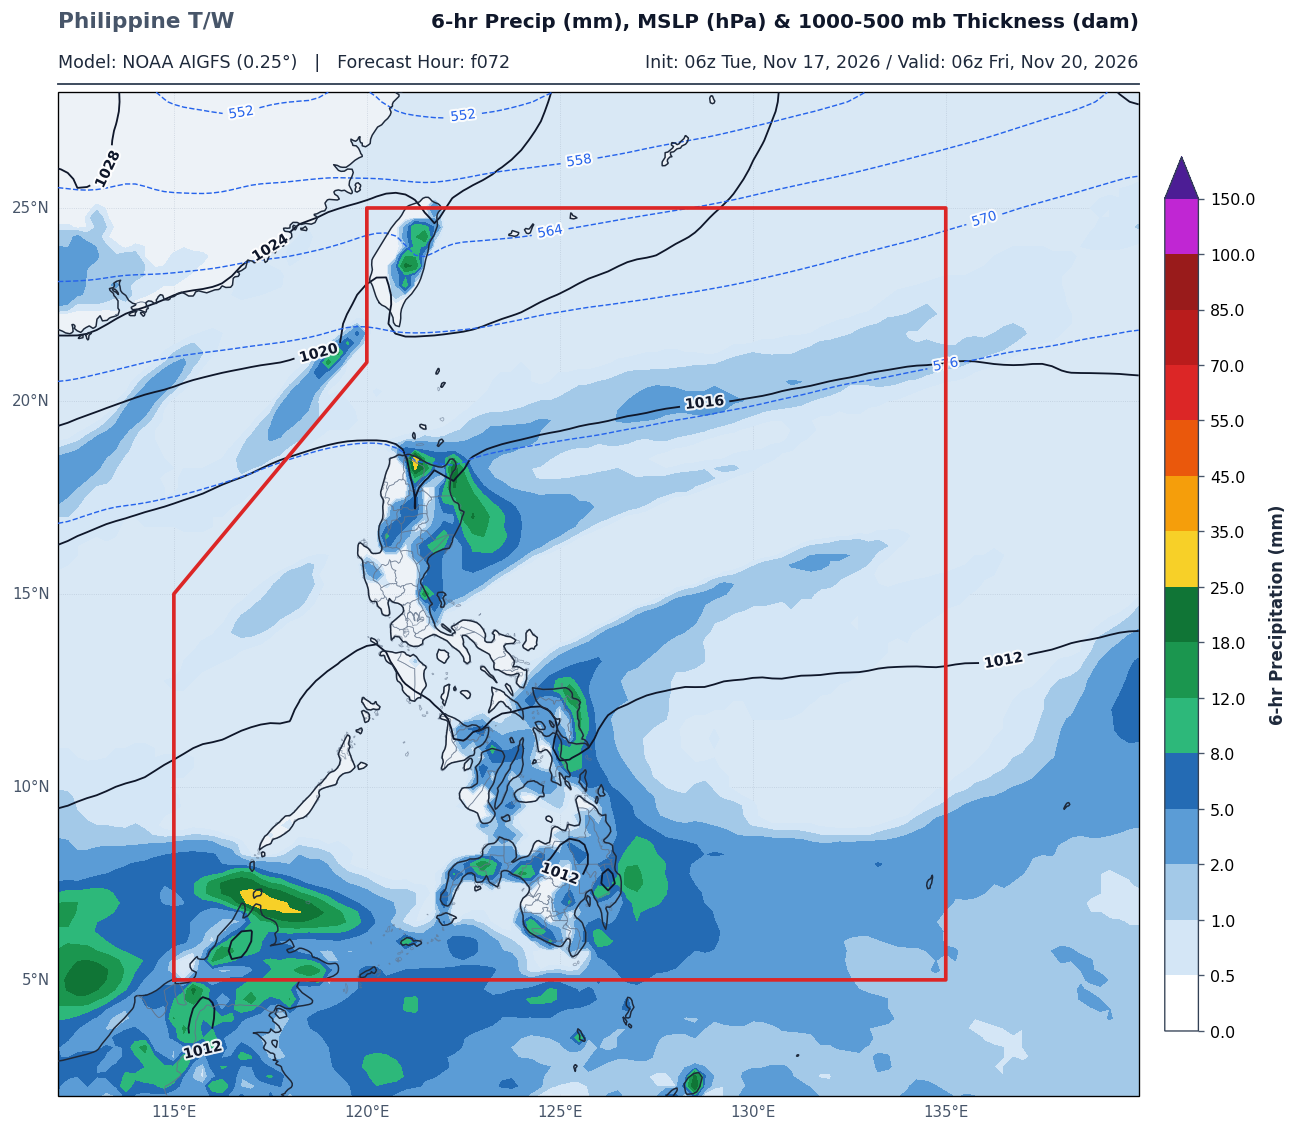 Philippine T/W
6-hr Precip (mm), MSLP (hPa) & 1000-500 mb Thickness (dam)
Model: NOAA AIGFS (0.25°) | Forecast Hour: f072
Init: 06z Tue, Nov 17, 2026 / Valid: 06z Fri, Nov 20, 2026
552
552
558
1028
564
570
1024
1020
576
1016
1012
1012
1012
25°N
20°N
15°N
10°N
5°N
115°E
120°E
125°E
130°E
135°E
150.0
100.0
85.0
70.0
55.0
45.0
35.0
25.0
18.0
12.0
8.0
5.0
2.0
1.0
0.5
0.0
6-hr Precipitation (mm)